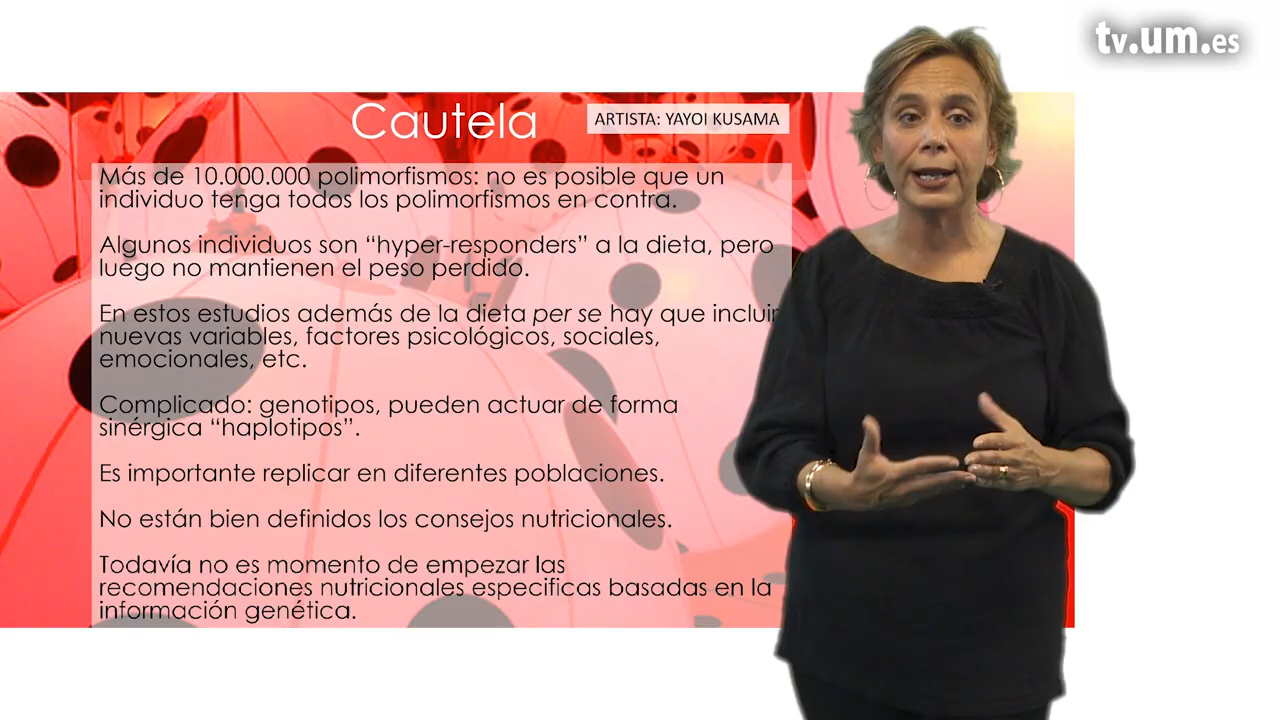 tv.um.es
Cautela
ARTISTA: YAYOI KUSAMA
Más de 10.000.000 polimorfismos: no es posible que un
individuo tenga todos los polimorfismos en contra.
Algunos individuos son “hyper-responders” a la dieta, pero
luego no mantienen el peso perdido.
En estos estudios además de la dieta per se hay que incluir
nuevas variables, factores psicológicos, sociales,
emocionales, etc.
Complicado: genotipos, pueden actuar de forma
sinérgica “haplotipos”.
Es importante replicar en diferentes poblaciones.
No están bien definidos los consejos nutricionales.
Todavía no es momento de empezar las
recomendaciones nutricionales especificas basadas en la
información genética.